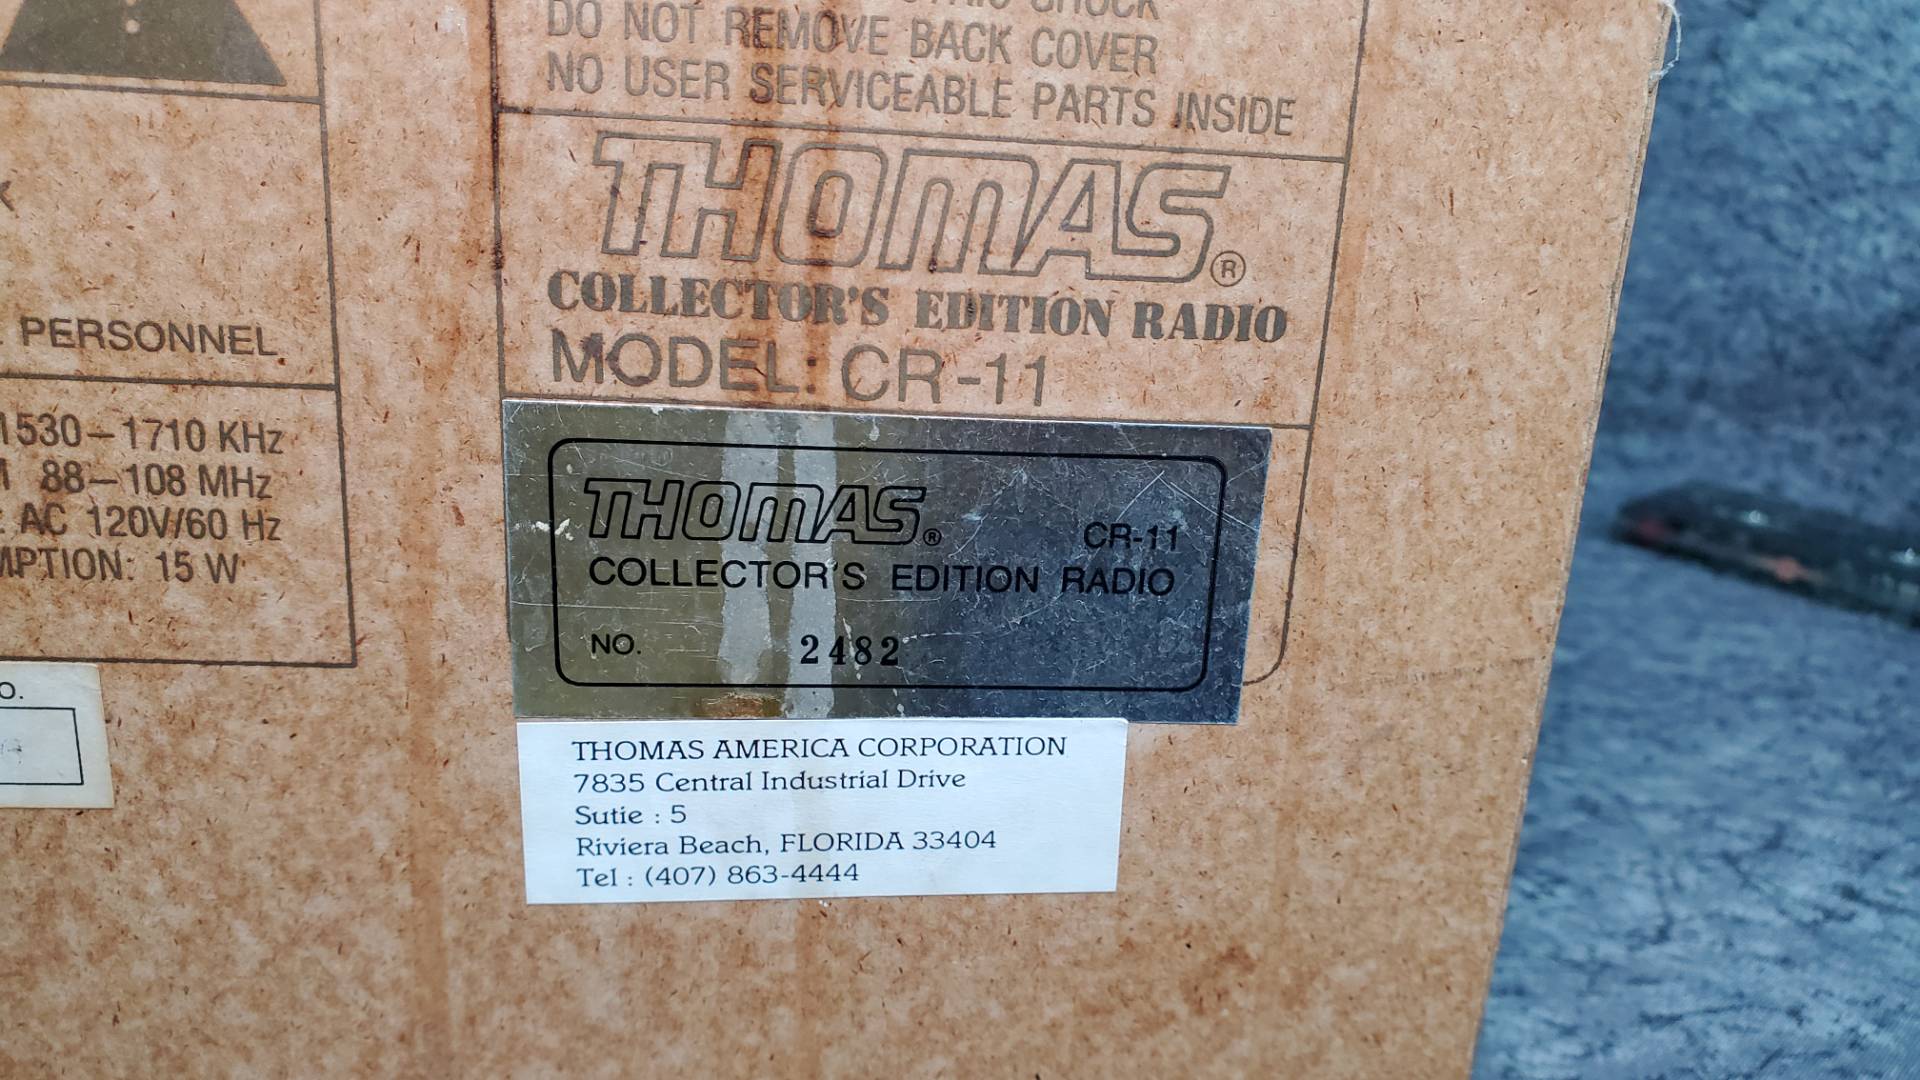 SHOCK
DO NOT REMOVE BACK COVER
NO USER SERVICEABLE PARTS INSIDE
THOMAS®
COLLECTOR'S EDITION RADIO
MODEL: CR-11
PERSONNEL
1530–1710 KHz
88–108 MHz
AC 120V/60 Hz
15 W
THOMAS® CR-11
COLLECTOR'S EDITION RADIO
NO. 2482
THOMAS AMERICA CORPORATION
7835 Central Industrial Drive
Sutie : 5
Riviera Beach, FLORIDA 33404
Tel : (407) 863-4444